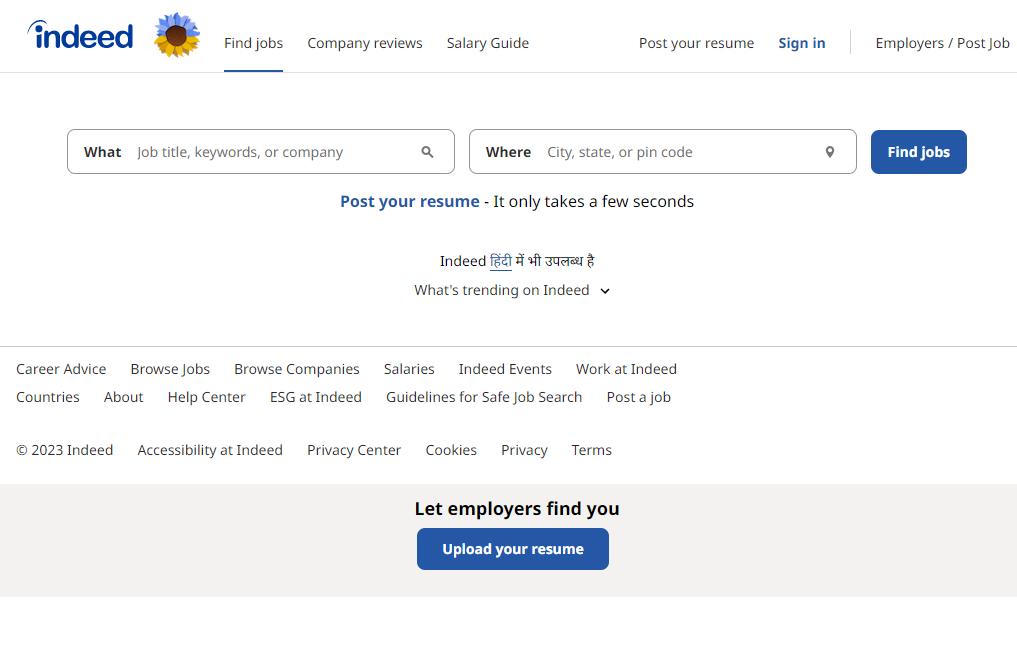 indeed
Find jobs Company reviews Salary Guide Post your resume Sign in Employers / Post Job
What Job title, keywords, or company Where City, state, or pin code Find jobs
Post your resume - It only takes a few seconds
Indeed हिंदी में भी उपलब्ध है
What's trending on Indeed
Career Advice Browse Jobs Browse Companies Salaries Indeed Events Work at Indeed
Countries About Help Center ESG at Indeed Guidelines for Safe Job Search Post a job
© 2023 Indeed Accessibility at Indeed Privacy Center Cookies Privacy Terms
Let employers find you
Upload your resume